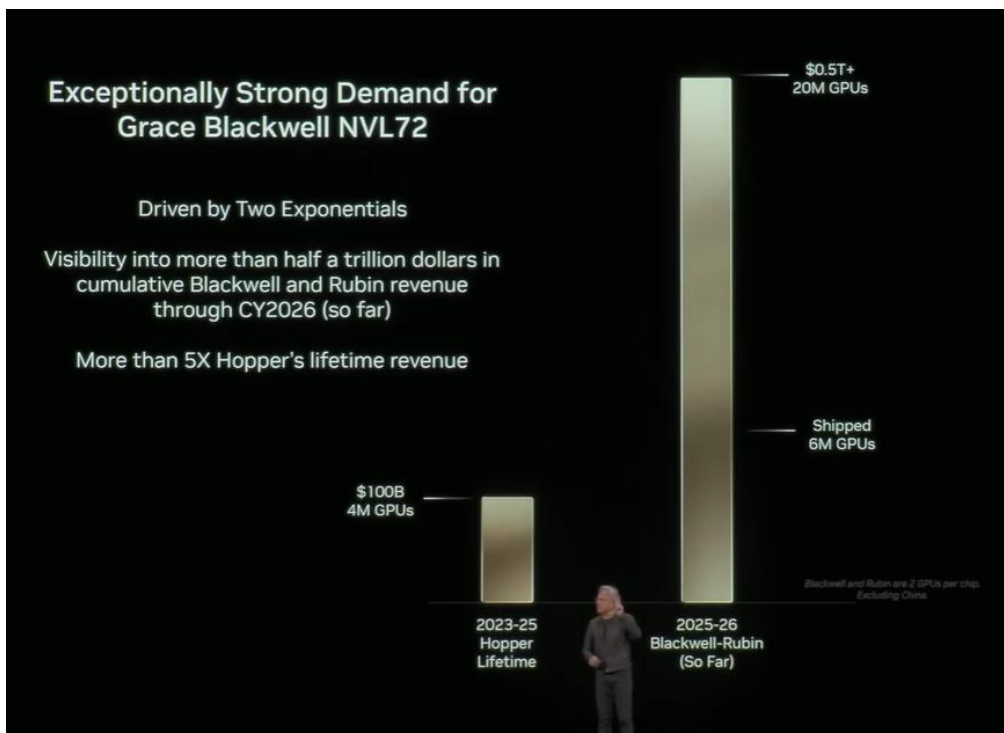 Exceptionally Strong Demand for
Grace Blackwell NVL72
Driven by Two Exponentials
Visibility into more than half a trillion dollars in
cumulative Blackwell and Rubin revenue
through CY2026 (so far)
More than 5X Hopper's lifetime revenue
$0.5T+
20M GPUs
Shipped
6M GPUs
$100B
4M GPUs
Blackwell and Rubin are 2 GPUs per chip.
Excluding China.
2023-25
Hopper
Lifetime
2025-26
Blackwell-Rubin
(So Far)